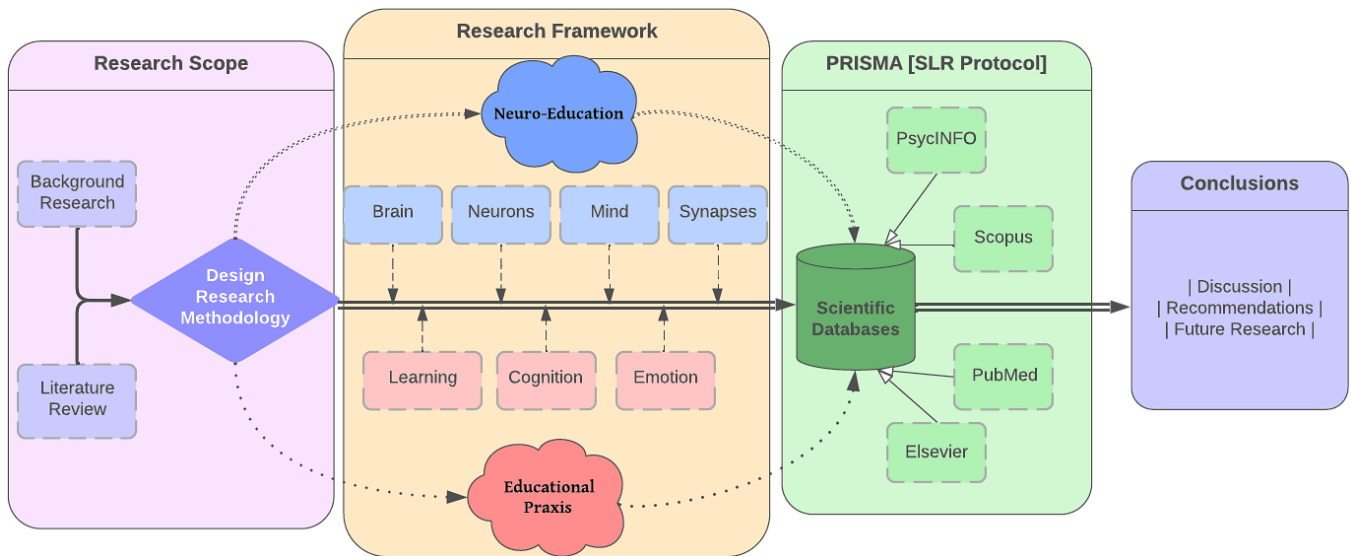 Research Scope
Background
Research
Design
Research
Methodology
Literature
Review
Research Framework
Neuro-Education
Brain
Neurons
Mind
Synapses
Learning
Cognition
Emotion
Educational
Praxis
PRISMA [SLR Protocol]
PsycINFO
Scopus
Scientific
Databases
PubMed
Elsevier
Conclusions
| Discussion |
| Recommendations |
| Future Research |